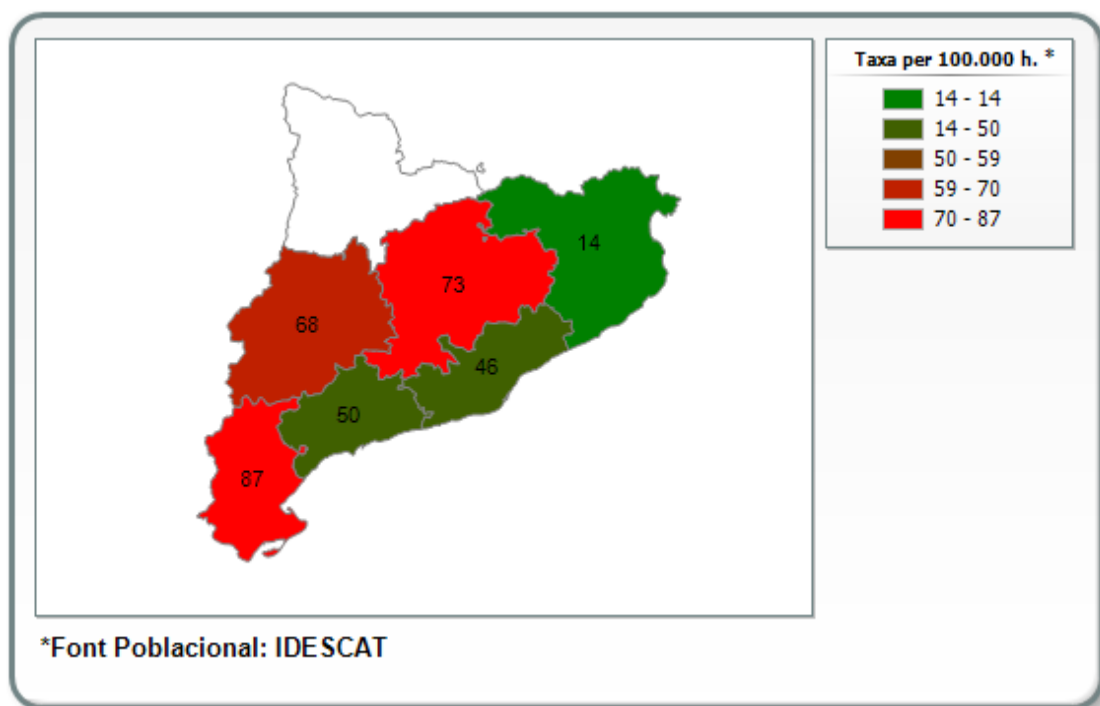 Taxa per 100.000 h. *
14 - 14
14 - 50
50 - 59
59 - 70
70 - 87
14
73
68
46
50
87
*Font Poblacional: IDESCAT